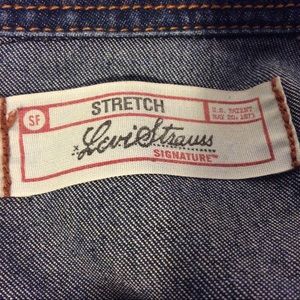 SF
STRETCH
U.S. PATENT
MAY 20, 1873
Levi Strauss
SIGNATURE™